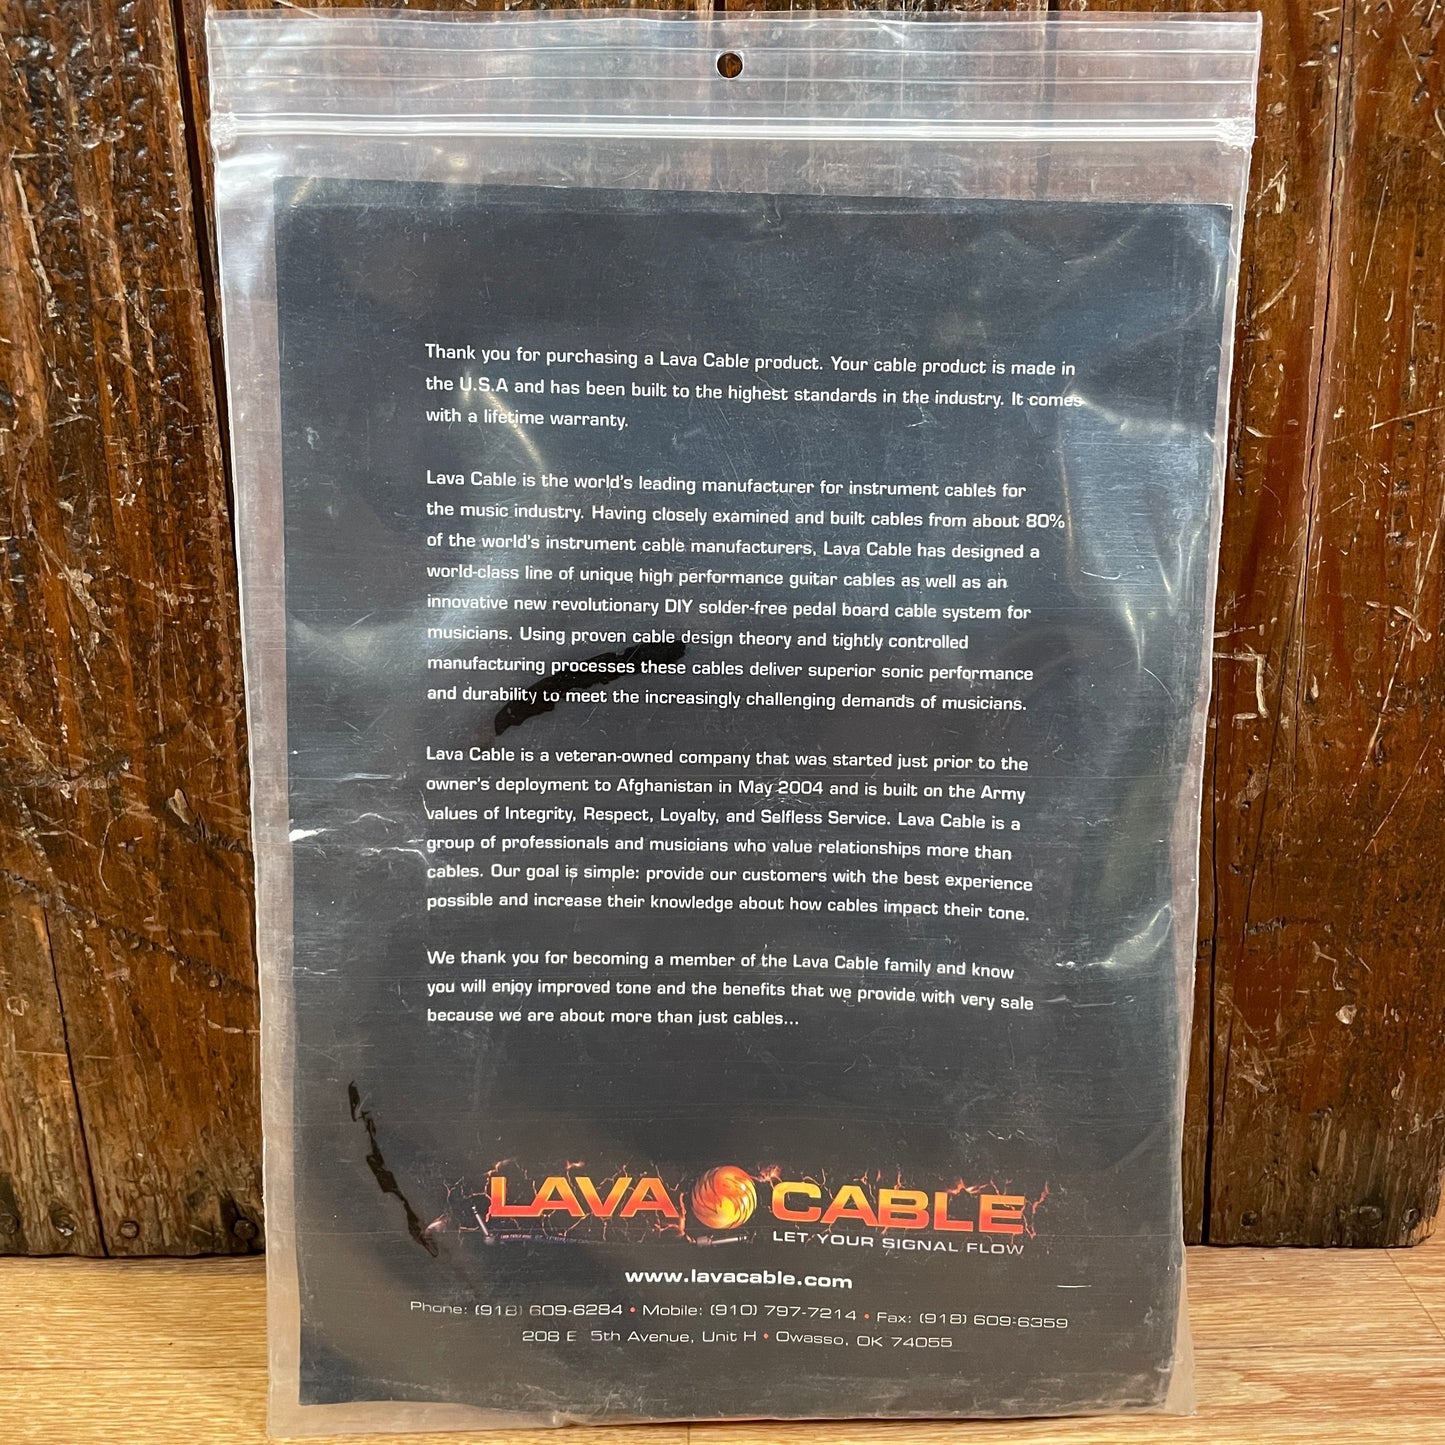 Thank you for purchasing a Lava Cable product. Your cable product is made in
the U.S.A and has been built to the highest standards in the industry. It comes
with a lifetime warranty.
Lava Cable is the world's leading manufacturer for instrument cables for
the music industry. Having closely examined and built cables from about 80%
of the world's instrument cable manufacturers, Lava Cable has designed a
world-class line of unique high performance guitar cables as well as an
innovative new revolutionary DIY solder-free pedal board cable system for
musicians. Using proven cable design theory and tightly controlled
manufacturing processes these cables deliver superior sonic performance
and durability to meet the increasingly challenging demands of musicians.
Lava Cable is a veteran-owned company that was started just prior to the
owner's deployment to Afghanistan in May 2004 and is built on the Army
values of Integrity, Respect, Loyalty, and Selfless Service. Lava Cable is a
group of professionals and musicians who value relationships more than
cables. Our goal is simple: provide our customers with the best experience
possible and increase their knowledge about how cables impact their tone.
We thank you for becoming a member of the Lava Cable family and know
you will enjoy improved tone and the benefits that we provide with very sale
because we are about more than just cables...
LAVA CABLE
LET YOUR SIGNAL FLOW
www.lavacable.com
Phone: (918) 609-6284 • Mobile: (910) 797-7214 • Fax: (918) 609-6359
208 E 5th Avenue, Unit H • Owasso, OK 74055